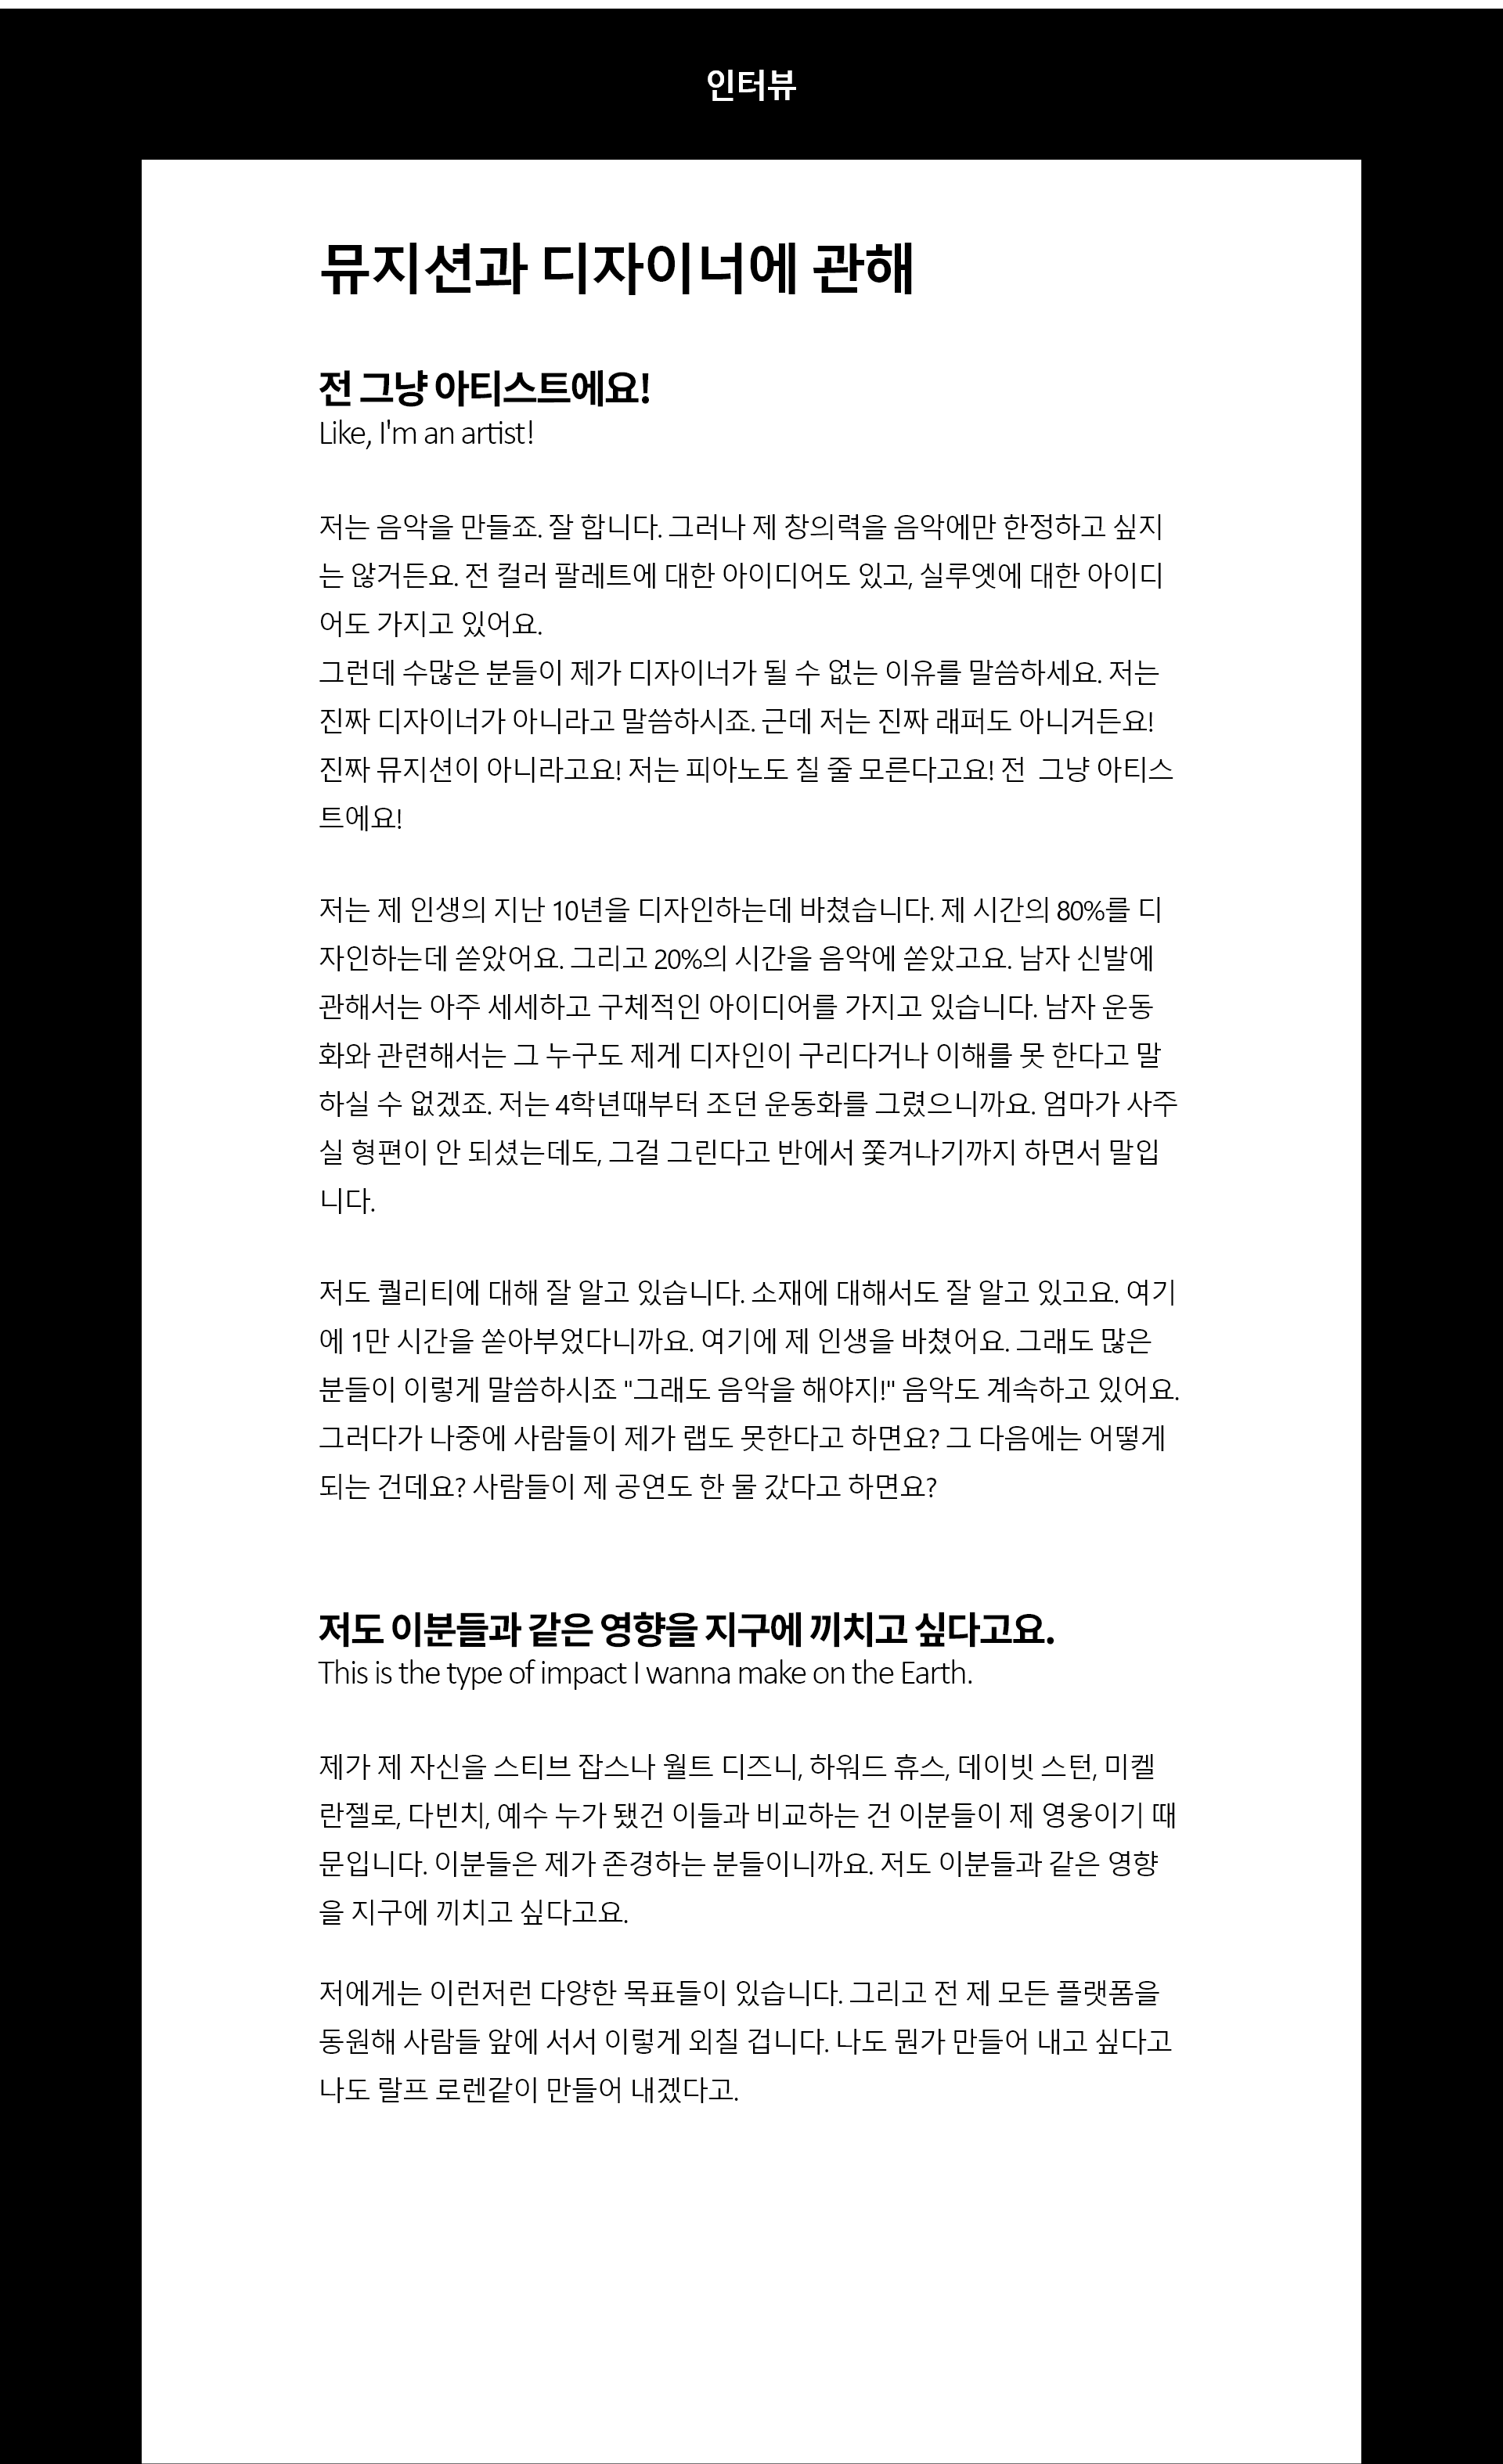 인터뷰
뮤지션과 디자이너에 관해
전 그냥 아티스트에요!
Like, I'm an artist!
저는 음악을 만들죠. 잘 합니다. 그러나 제 창의력을 음악에만 한정하고 싶지
는 않거든요. 전 컬러 팔레트에 대한 아이디어도 있고, 실루엣에 대한 아이디
어도 가지고 있어요.
그런데 수많은 분들이 제가 디자이너가 될 수 없는 이유를 말씀하세요. 저는
진짜 디자이너가 아니라고 말씀하시죠. 근데 저는 진짜 래퍼도 아니거든요!
진짜 뮤지션이 아니라고요! 저는 피아노도 칠 줄 모른다고요! 전  그냥 아티스
트에요!
저는 제 인생의 지난 10년을 디자인하는데 바쳤습니다. 제 시간의 80%를 디
자인하는데 쏟았어요. 그리고 20%의 시간을 음악에 쏟았고요. 남자 신발에
관해서는 아주 세세하고 구체적인 아이디어를 가지고 있습니다. 남자 운동
화와 관련해서는 그 누구도 제게 디자인이 구리다거나 이해를 못 한다고 말
하실 수 없겠죠. 저는 4학년때부터 조던 운동화를 그렸으니까요. 엄마가 사주
실 형편이 안 되셨는데도, 그걸 그린다고 반에서 쫓겨나기까지 하면서 말입
니다.
저도 퀄리티에 대해 잘 알고 있습니다. 소재에 대해서도 잘 알고 있고요. 여기
에 1만 시간을 쏟아부었다니까요. 여기에 제 인생을 바쳤어요. 그래도 많은
분들이 이렇게 말씀하시죠 "그래도 음악을 해야지!" 음악도 계속하고 있어요.
그러다가 나중에 사람들이 제가 랩도 못한다고 하면요? 그 다음에는 어떻게
되는 건데요? 사람들이 제 공연도 한 물 갔다고 하면요?
저도 이분들과 같은 영향을 지구에 끼치고 싶다고요.
This is the type of impact I wanna make on the Earth.
제가 제 자신을 스티브 잡스나 월트 디즈니, 하워드 휴스, 데이빗 스턴, 미켈
란젤로, 다빈치, 예수 누가 됐건 이들과 비교하는 건 이분들이 제 영웅이기 때
문입니다. 이분들은 제가 존경하는 분들이니까요. 저도 이분들과 같은 영향
을 지구에 끼치고 싶다고요.
저에게는 이런저런 다양한 목표들이 있습니다. 그리고 전 제 모든 플랫폼을
동원해 사람들 앞에 서서 이렇게 외칠 겁니다. 나도 뭔가 만들어 내고 싶다고
나도 랄프 로렌같이 만들어 내겠다고.